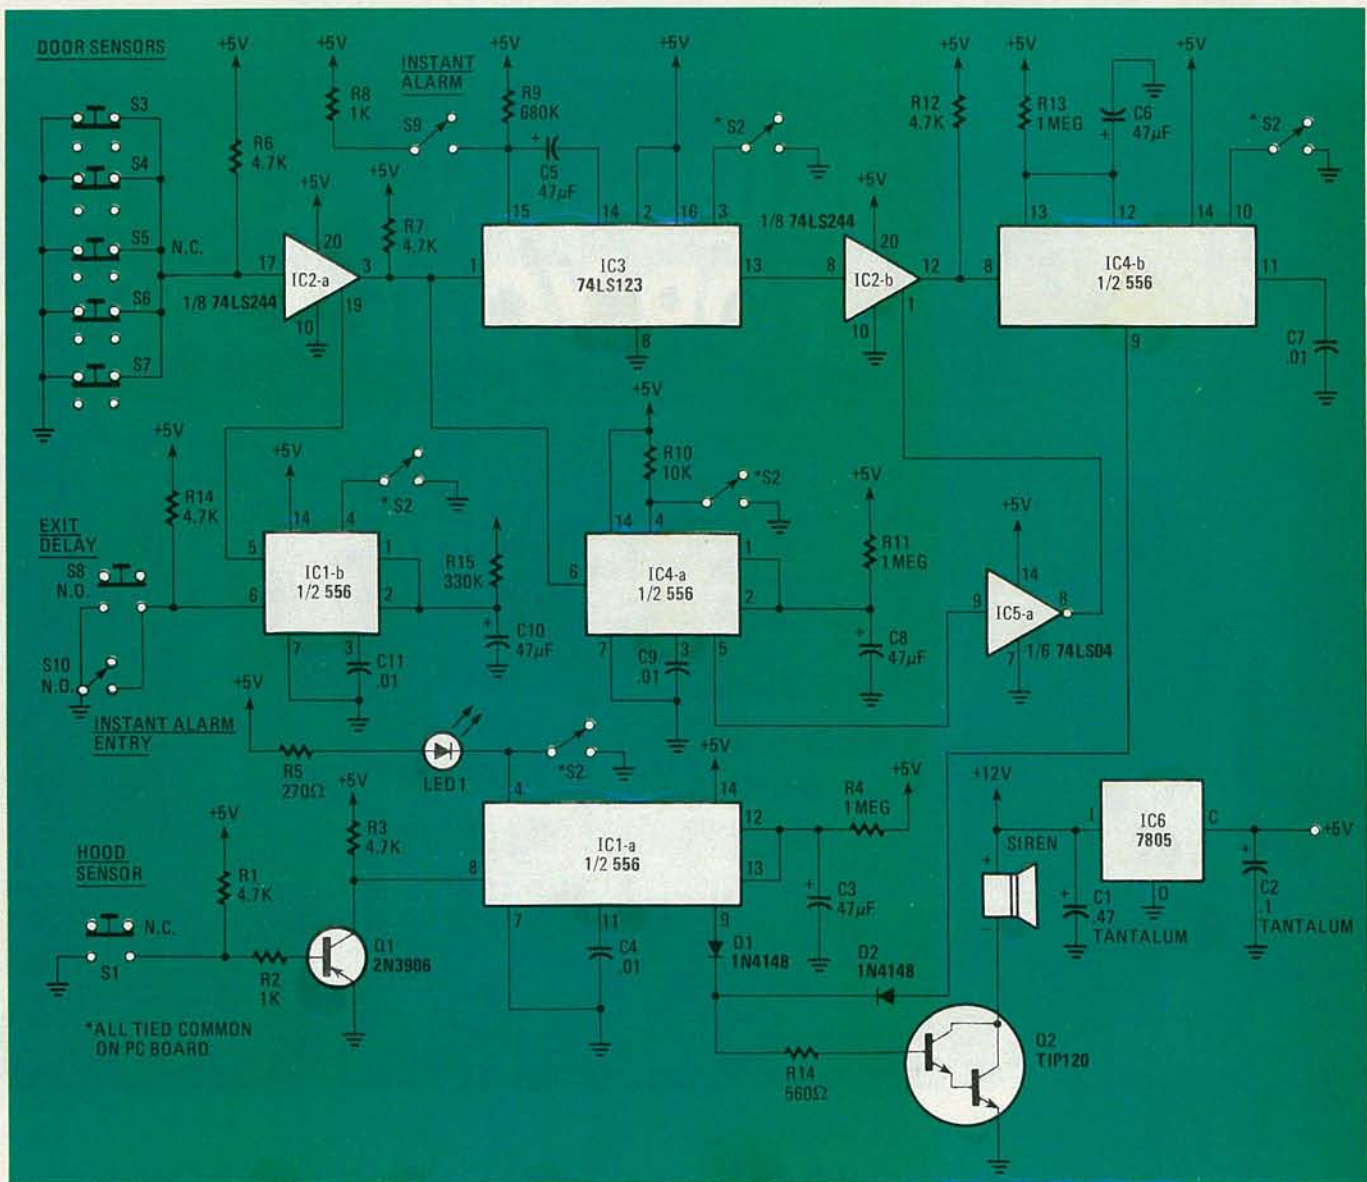 DOOR SENSORS
S3
S4
S5
N.C.
S6
S7
+5V
R6
4.7K
+5V
R8
1K
INSTANT
ALARM
S9
+5V
R9
680K
+
C5
47µF
+5V
*S2
+5V
R12
4.7K
+5V
R13
1 MEG
C6
47µF
+
+5V
*S2
+5V
20
17
IC2-a
3
19
10
1/8 74LS244
+5V
R7
4.7K
15
14
2
16
3
1
IC3
74LS123
13
8
1/8 74LS244
+5V
20
8
IC2-b
12
1
10
13
12
14
10
8
IC4-b
1/2 556
11
9
C7
.01
+5V
R14
4.7K
EXIT
DELAY
S8
N.O.
S10
N.O.
INSTANT ALARM
ENTRY
+5V
14
4
*S2
5
1
IC1-b
1/2 556
6
2
7
3
C11
.01
R15
330K
+
C10
47µF
+5V
R10
10K
*S2
14
4
6
IC4-a
1/2 556
1
2
7
3
5
C9
.01
+5V
R11
1 MEG
+
C8
47µF
+5V
14
9
IC5-a
8
7
1/6 74LS04
+5V
R5
270Ω
LED1
*S2
+5V
4
14
8
IC1-a
1/2 556
12
13
7
11
9
C4
.01
R4
1 MEG
+5V
+
C3
47µF
HOOD
SENSOR
N.C.
S1
+5V
R1
4.7K
R2
1K
+5V
R3
4.7K
Q1
2N3906
D1
1N4148
D2
1N4148
R14
560Ω
Q2
TIP120
+12V
SIREN
+
-
+
C1
.47
TANTALUM
I
IC6
7805
C
O
+5V
+
C2
.1
TANTALUM
*ALL TIED COMMON
ON PC BOARD